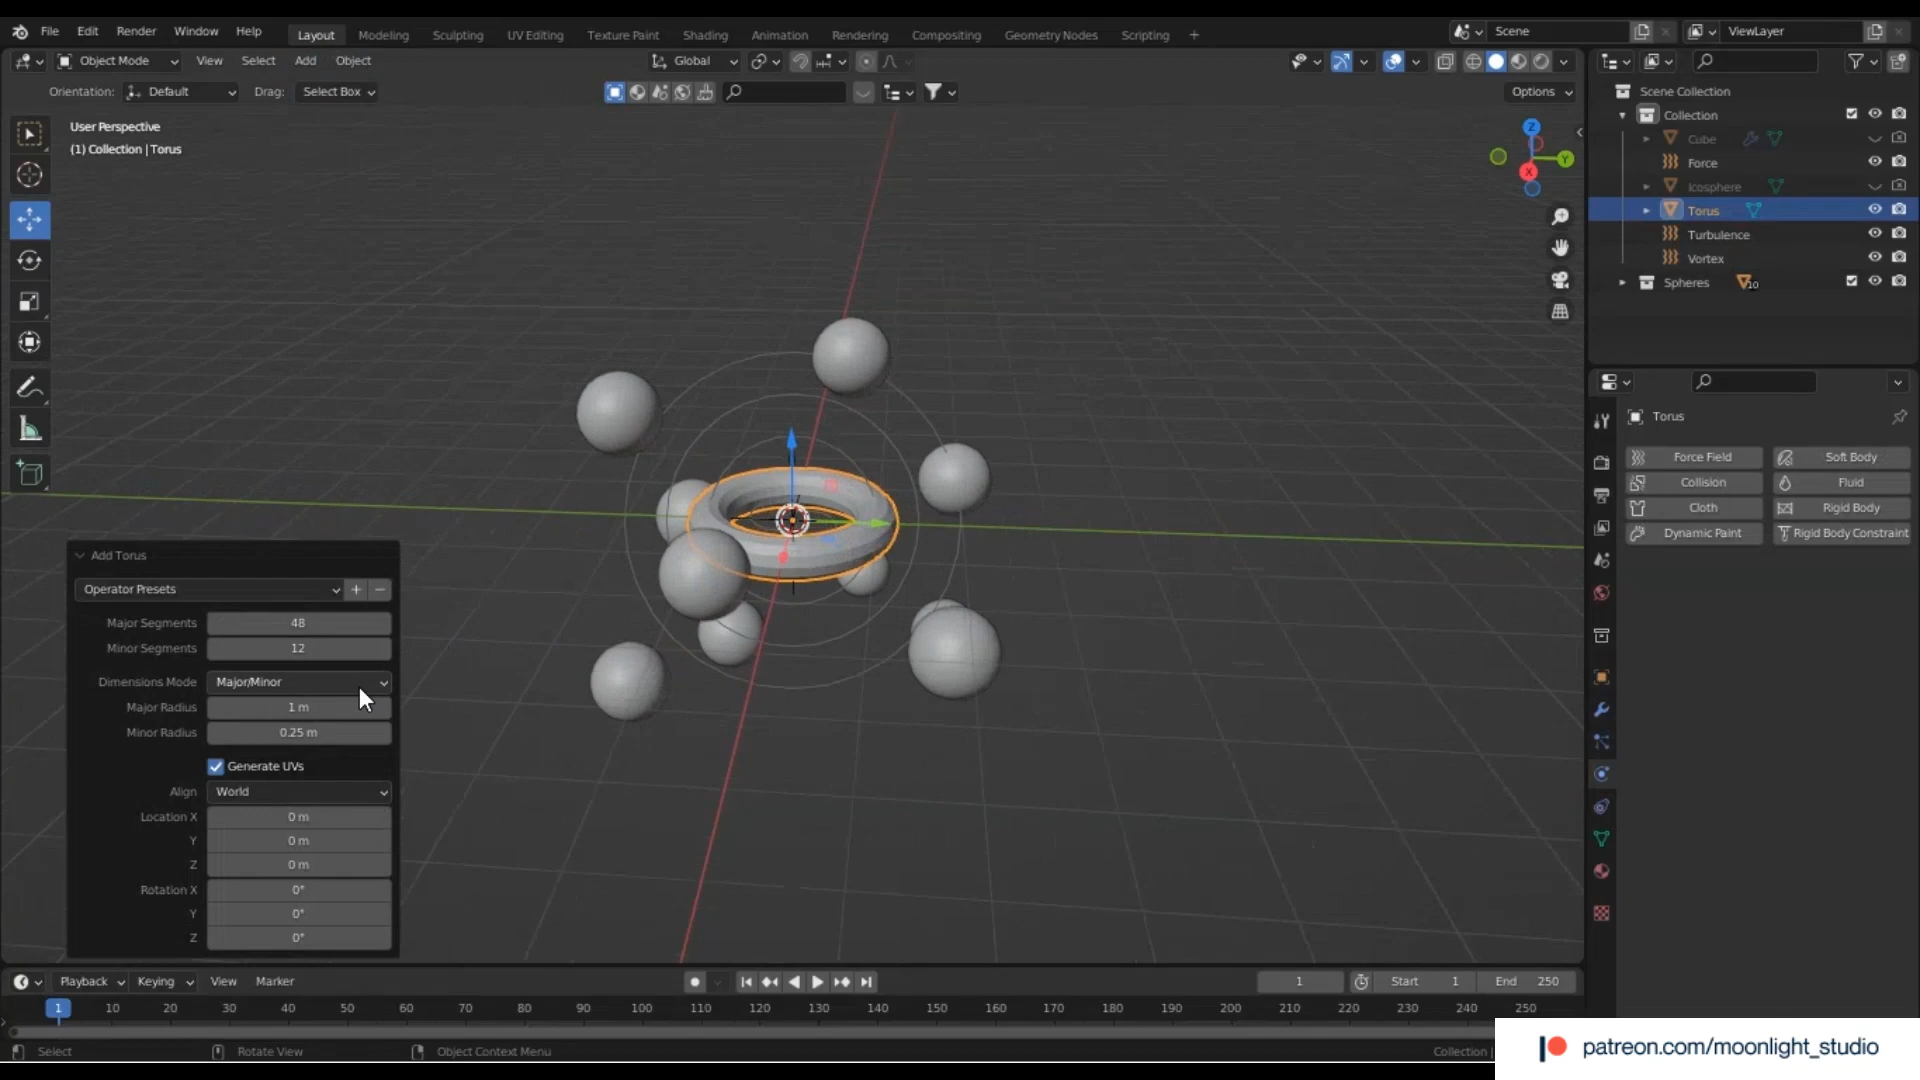 File Edit Render Window Help Layout Modeling Sculpting UV Editing Texture Paint Shading Animation Rendering Compositing Geometry Nodes Scripting + Scene ViewLayer
Object Mode View Select Add Object Global
Orientation: Default Drag: Select Box Options
User Perspective
(1) Collection | Torus
Z
Y
X
Scene Collection
Collection
Cube
Force
Icosphere
Torus
Turbulence
Vortex
Spheres 10
Torus
Force Field Soft Body
Collision Fluid
Cloth Rigid Body
Dynamic Paint Rigid Body Constraint
Add Torus
Operator Presets + −
Major Segments 48
Minor Segments 12
Dimensions Mode Major/Minor
Major Radius 1 m
Minor Radius 0.25 m
Generate UVs
Align World
Location X 0 m
Y 0 m
Z 0 m
Rotation X 0°
Y 0°
Z 0°
Playback Keying View Marker 1 Start 1 End 250
1 10 20 30 40 50 60 70 80 90 100 110 120 130 140 150 160 170 180 190 200 210 220 230 240 250
Select Rotate View Object Context Menu Collection |
patreon.com/moonlight_studio